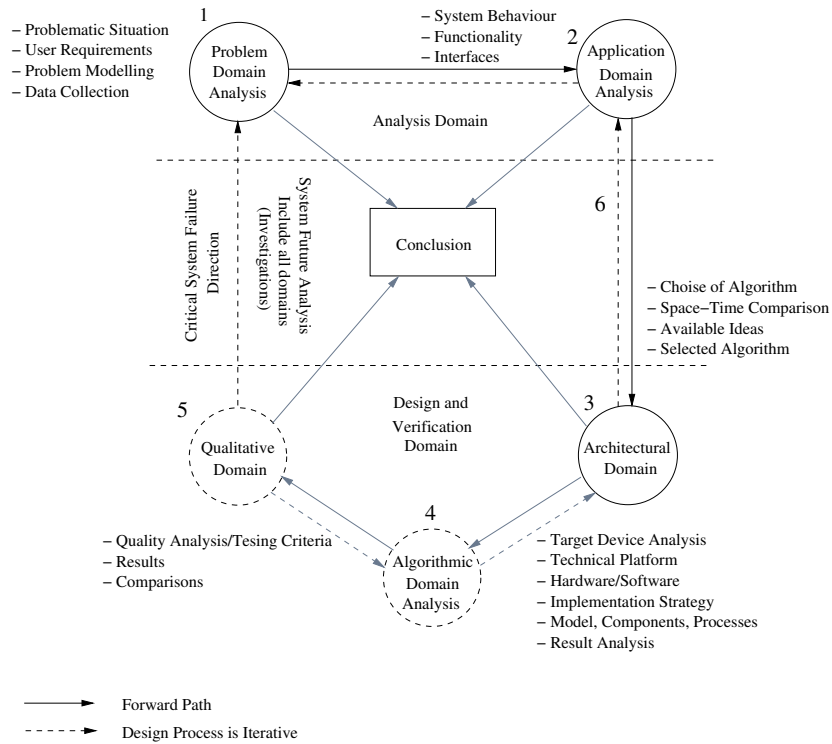 1
− Problematic Situation
− User Requirements
− Problem Modelling
− Data Collection
Problem
Domain
Analysis
− System Behaviour
− Functionality
− Interfaces
2
Application
Domain
Analysis
Analysis Domain
Critical System Failure
Direction
System Future Analysis
Include all domains
(Investigations)
Conclusion
6
− Choise of Algorithm
− Space−Time Comparison
− Available Ideas
− Selected Algorithm
5
Qualitative
Domain
Design and
Verification
Domain
3
Architectural
Domain
− Quality Analysis/Tesing Criteria
− Results
− Comparisons
4
Algorithmic
Domain
Analysis
− Target Device Analysis
− Technical Platform
− Hardware/Software
− Implementation Strategy
− Model, Components, Processes
− Result Analysis
Forward Path
Design Process is Iterative